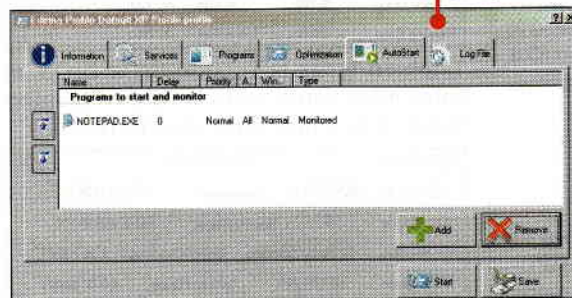 Profile Default XP Profile.profile
Information Services Programs Optimization AutoStart Log File
Name Delay Priority A.. Win... Type
Programs to start and monitor
NOTEPAD.EXE 0 Normal All Normal Monitored
Add Remove
Start Save